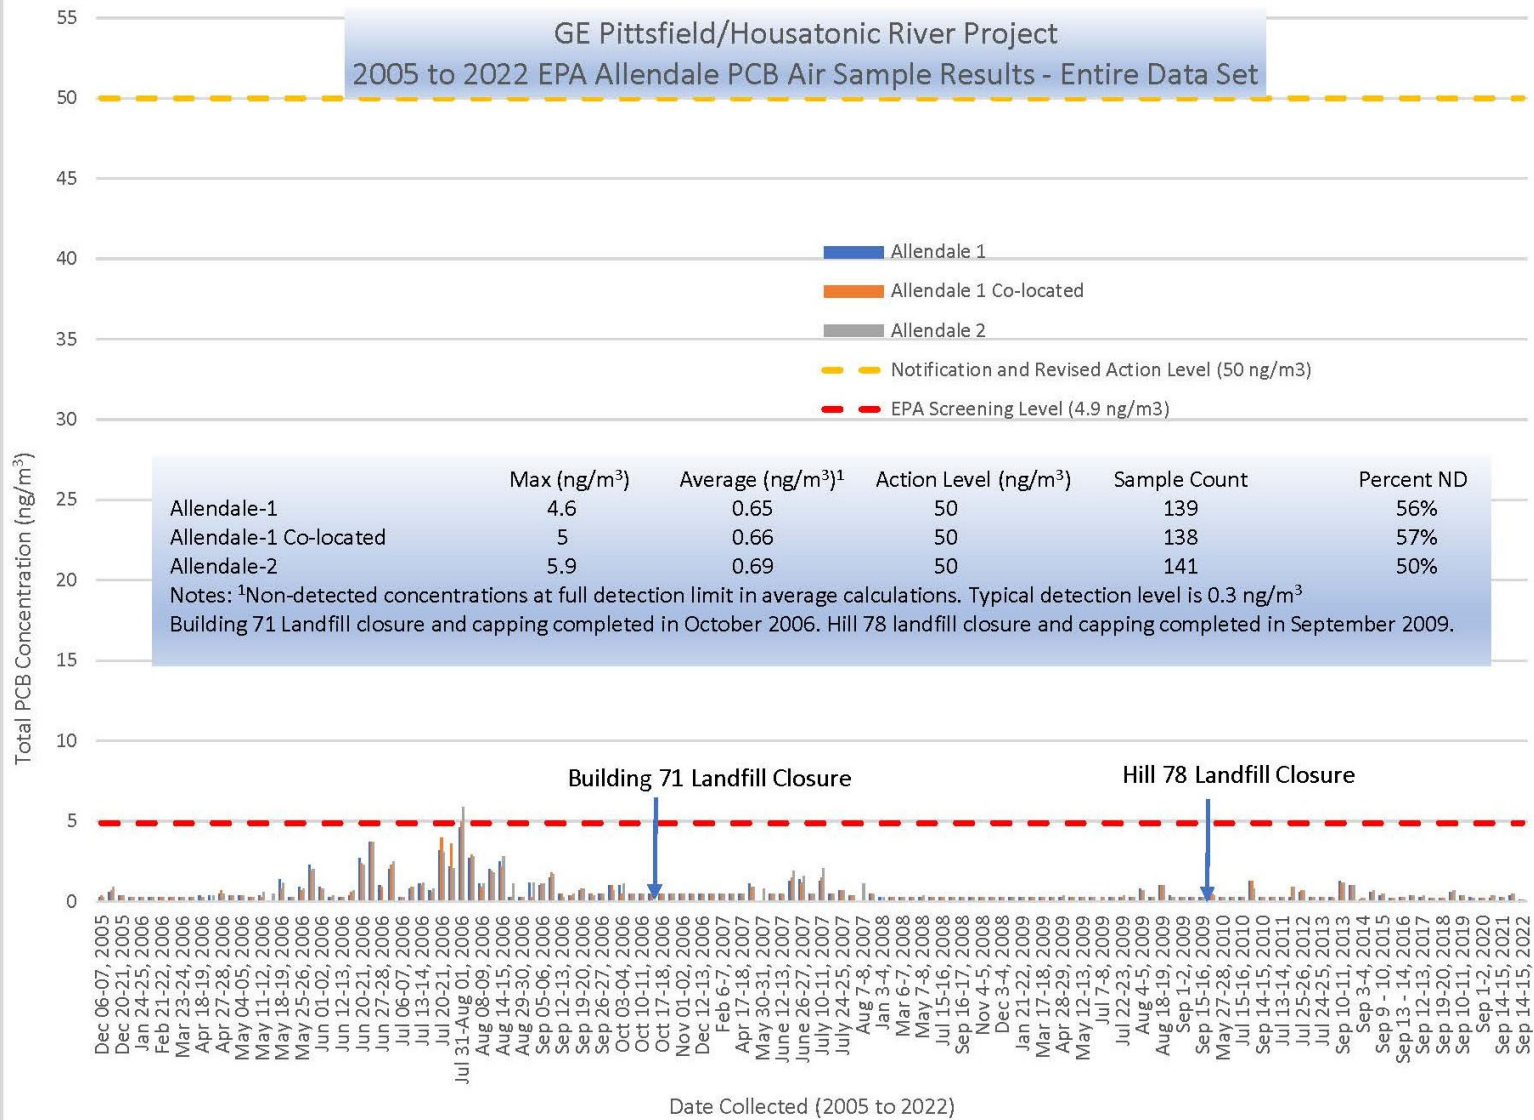 GE Pittsfield/Housatonic River Project
2005 to 2022 EPA Allendale PCB Air Sample Results - Entire Data Set
55
50
45
40
35
30
25
20
15
10
5
0
Total PCB Concentration (ng/m³)
Allendale 1
Allendale 1 Co-located
Allendale 2
Notification and Revised Action Level (50 ng/m3)
EPA Screening Level (4.9 ng/m3)
Max (ng/m³) Average (ng/m³)¹ Action Level (ng/m³) Sample Count Percent ND
Allendale-1 4.6 0.65 50 139 56%
Allendale-1 Co-located 5 0.66 50 138 57%
Allendale-2 5.9 0.69 50 141 50%
Notes: ¹Non-detected concentrations at full detection limit in average calculations. Typical detection level is 0.3 ng/m³
Building 71 Landfill closure and capping completed in October 2006. Hill 78 landfill closure and capping completed in September 2009.
Building 71 Landfill Closure
Hill 78 Landfill Closure
Dec 06-07, 2005
Dec 20-21, 2005
Jan 24-25, 2006
Feb 21-22, 2006
Mar 23-24, 2006
Apr 18-19, 2006
Apr 27-28, 2006
May 04-05, 2006
May 11-12, 2006
May 18-19, 2006
May 25-26, 2006
Jun 01-02, 2006
Jun 12-13, 2006
Jun 20-21, 2006
Jun 27-28, 2006
Jul 06-07, 2006
Jul 13-14, 2006
Jul 20-21, 2006
Jul 31-Aug 01, 2006
Aug 08-09, 2006
Aug 14-15, 2006
Aug 29-30, 2006
Sep 05-06, 2006
Sep 12-13, 2006
Sep 19-20, 2006
Sep 26-27, 2006
Oct 03-04, 2006
Oct 10-11, 2006
Oct 17-18, 2006
Nov 01-02, 2006
Dec 12-13, 2006
Feb 6-7, 2007
Apr 17-18, 2007
May 30-31, 2007
June 12-13, 2007
June 26-27, 2007
July 10-11, 2007
July 24-25, 2007
Aug 7-8, 2007
Jan 3-4, 2008
Mar 6-7, 2008
May 7-8, 2008
Jul 15-16, 2008
Sep 16-17, 2008
Nov 4-5, 2008
Dec 3-4, 2008
Jan 21-22, 2009
Mar 17-18, 2009
Apr 28-29, 2009
May 12-13, 2009
Jul 7-8, 2009
Jul 22-23, 2009
Aug 4-5, 2009
Aug 18-19, 2009
Sep 1-2, 2009
Sep 15-16, 2009
May 27-28, 2010
Jul 15-16, 2010
Sep 14-15, 2010
Jul 13-14, 2011
Jul 25-26, 2012
Jul 24-25, 2013
Sep 10-11, 2013
Sep 3-4, 2014
Sep 9 - 10, 2015
Sep 13 - 14, 2016
Sep 12-13, 2017
Sep 19-20, 2018
Sep 10-11, 2019
Sep 1-2, 2020
Sep 14-15, 2021
Sep 14-15, 2022
Date Collected (2005 to 2022)